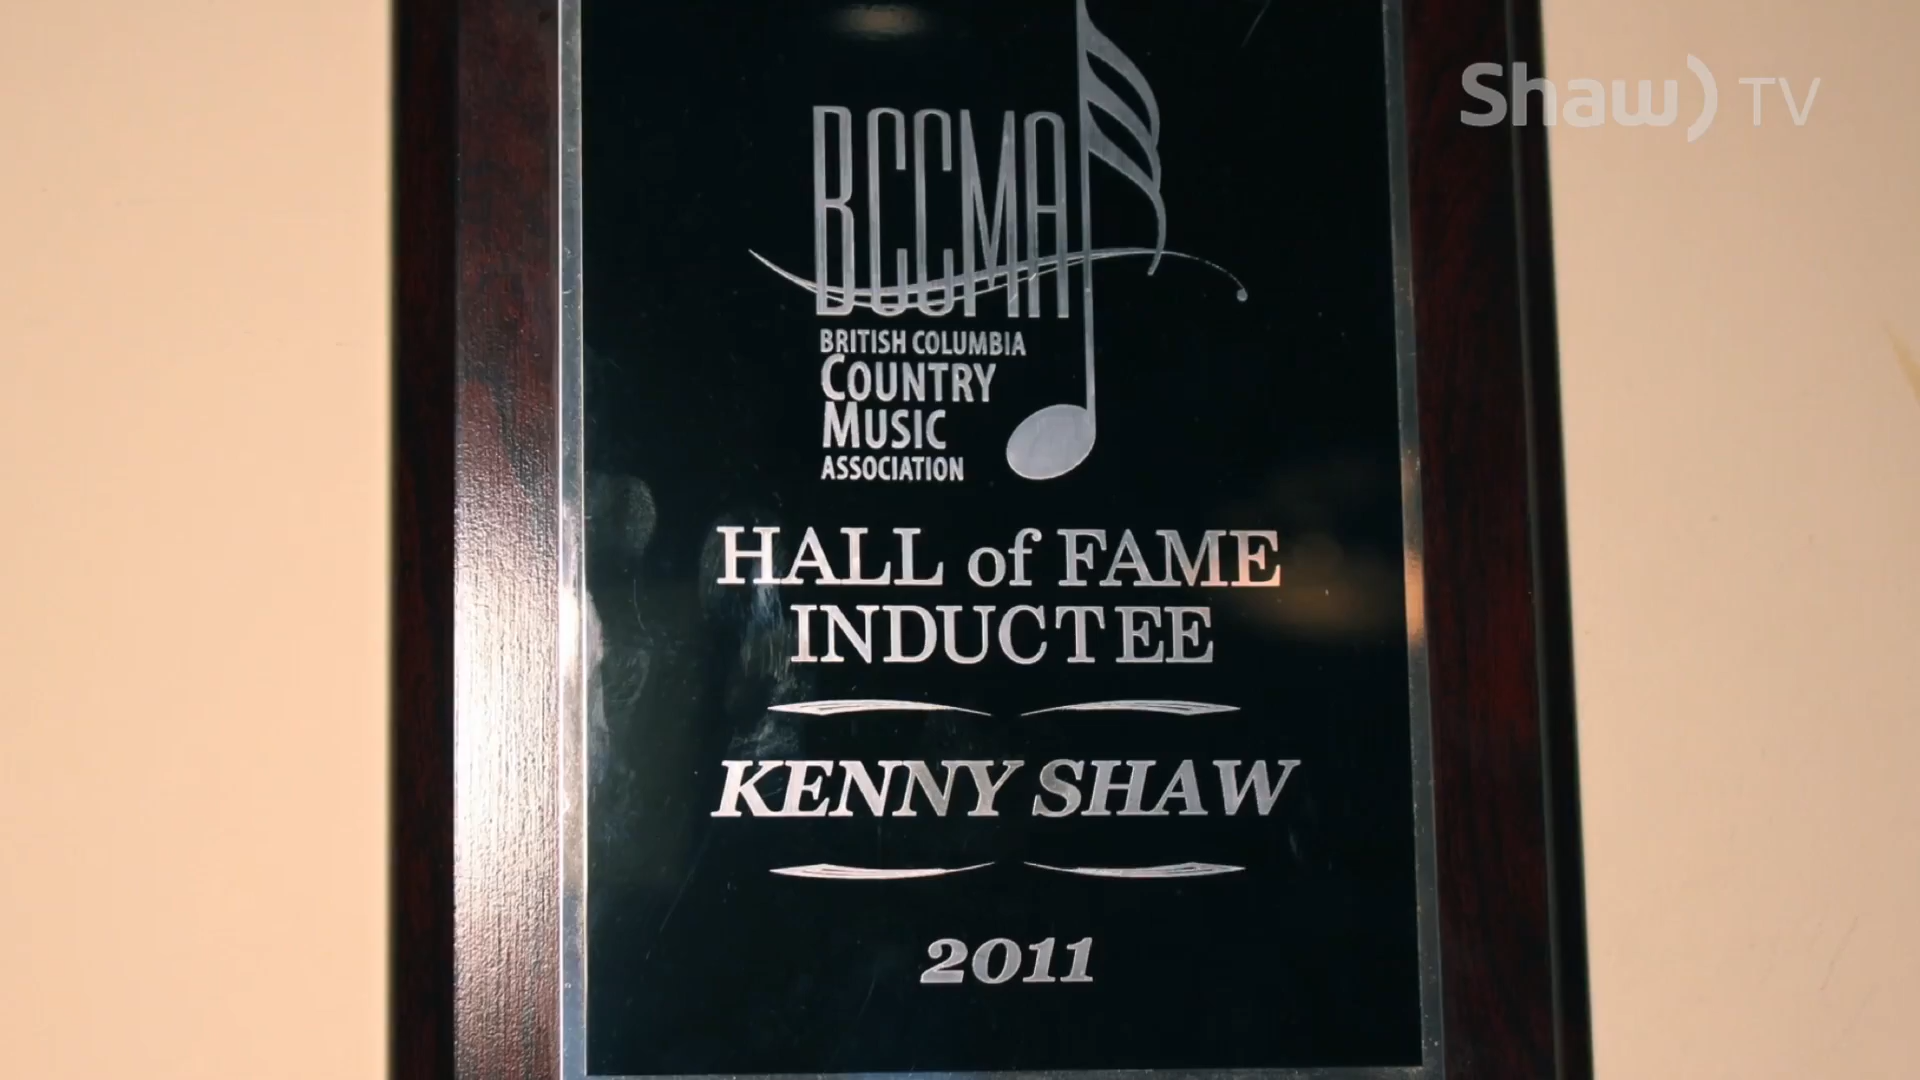 Shaw) TV
BCCMA
BRITISH COLUMBIA
COUNTRY
MUSIC
ASSOCIATION
HALL of FAME
INDUCTEE
KENNY SHAW
2011